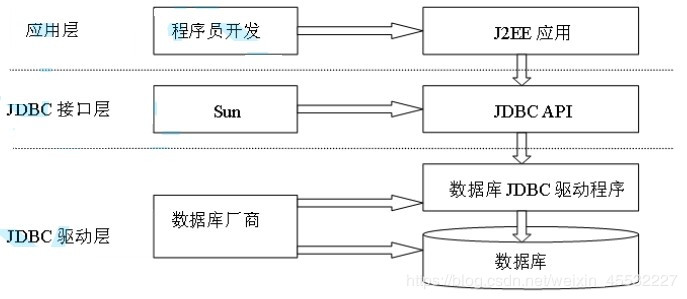 应用层
程序员开发
J2EE 应用
JDBC 接口层
Sun
JDBC API
数据库 JDBC 驱动程序
数据库厂商
JDBC 驱动层
数据库
https://blog.csdn.net/weixin_45522227